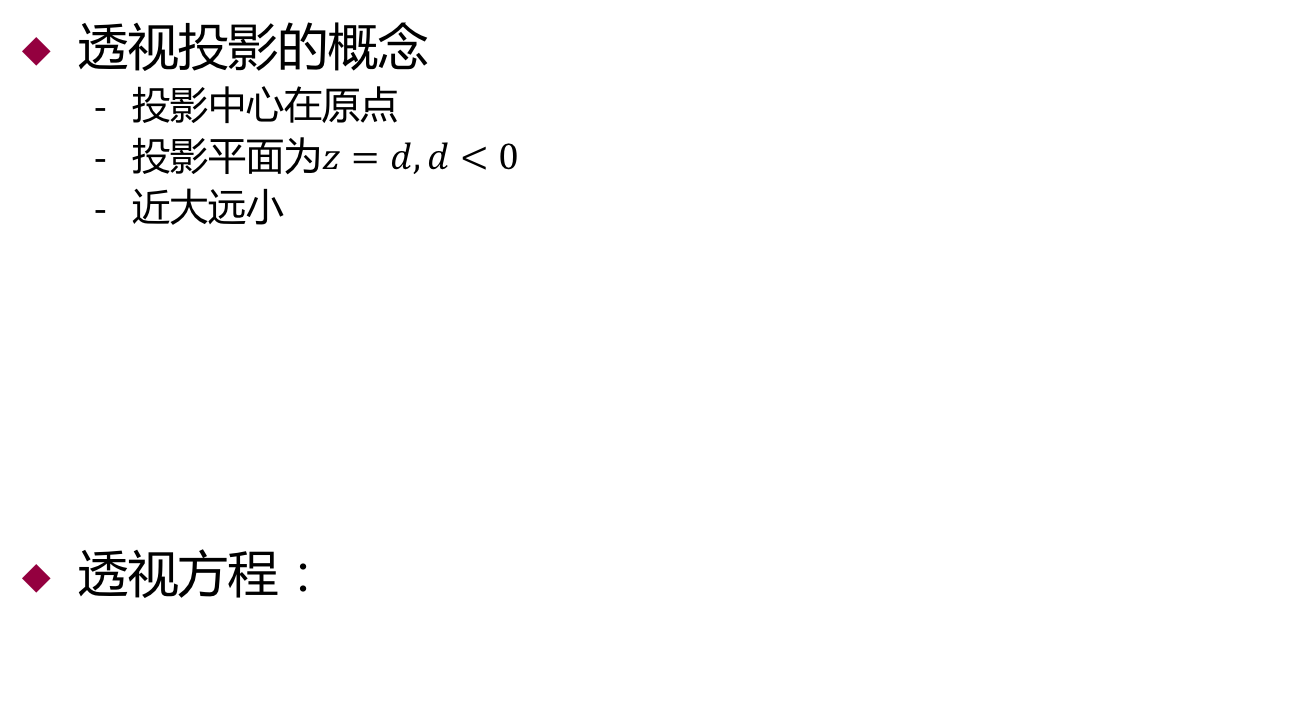 ◆ 透视投影的概念
- 投影中心在原点
- 投影平面为z = d, d < 0
- 近大远小
◆ 透视方程：